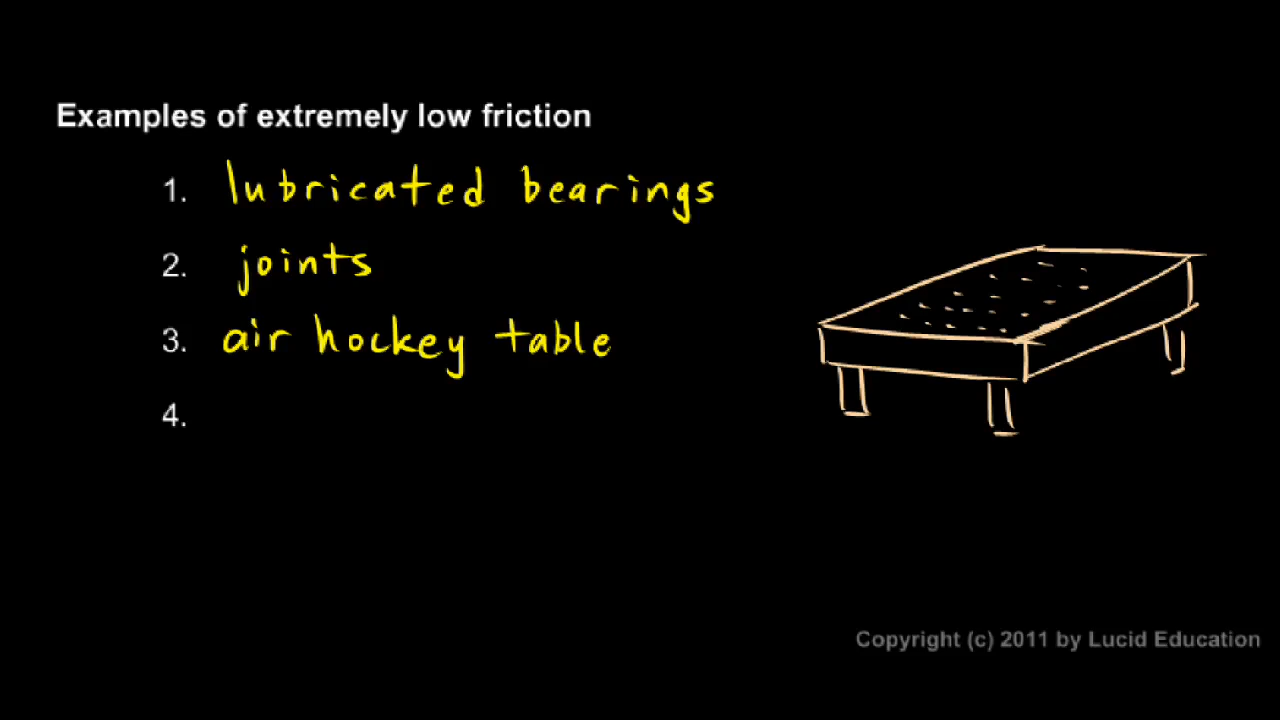 Examples of extremely low friction
1. lubricated bearings
2. joints
3. air hockey table
4.
Copyright (c) 2011 by Lucid Education